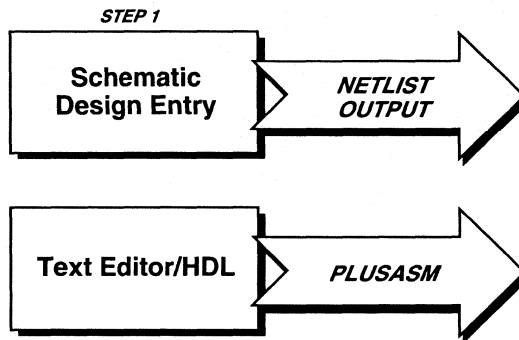 STEP 1
Schematic
Design Entry
NETLIST
OUTPUT
Text Editor/HDL
PLUSASM